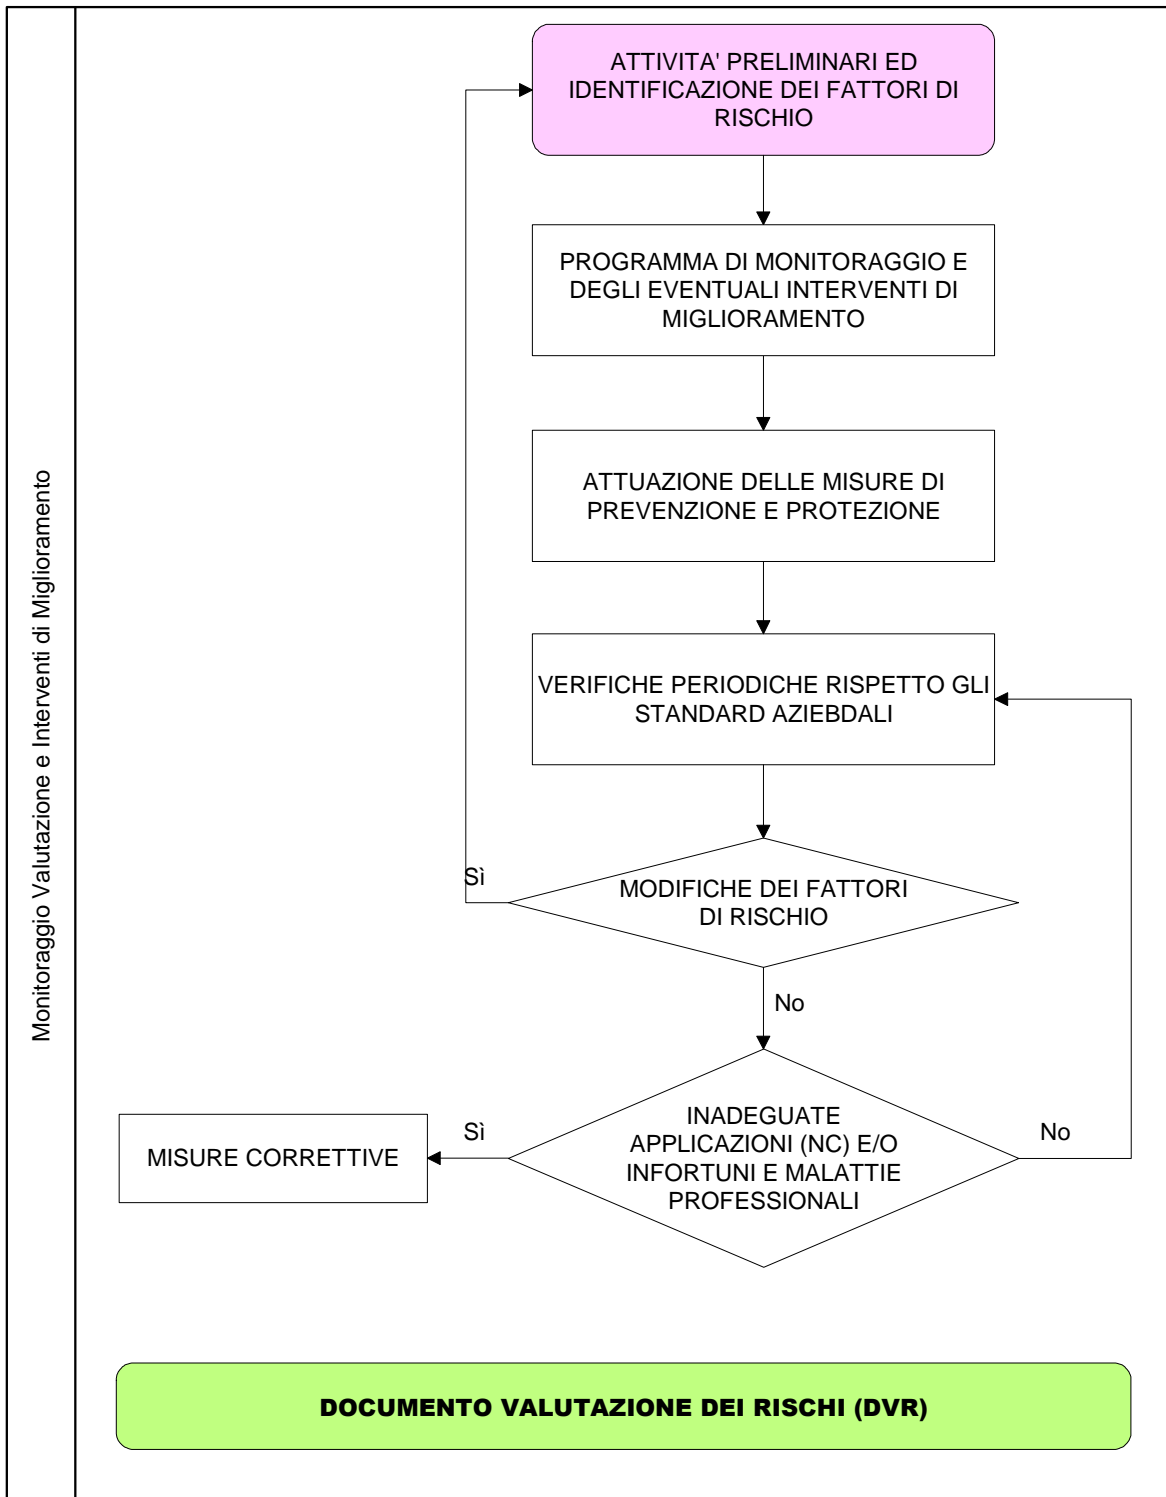 Monitoraggio Valutazione e Interventi di Miglioramento
ATTIVITA' PRELIMINARI ED
IDENTIFICAZIONE DEI FATTORI DI
RISCHIO
PROGRAMMA DI MONITORAGGIO E
DEGLI EVENTUALI INTERVENTI DI
MIGLIORAMENTO
ATTUAZIONE DELLE MISURE DI
PREVENZIONE E PROTEZIONE
VERIFICHE PERIODICHE RISPETTO GLI
STANDARD AZIEBDALI
Sì
MODIFICHE DEI FATTORI
DI RISCHIO
No
MISURE CORRETTIVE
Sì
INADEGUATE
APPLICAZIONI (NC) E/O
INFORTUNI E MALATTIE
PROFESSIONALI
No
DOCUMENTO VALUTAZIONE DEI RISCHI (DVR)